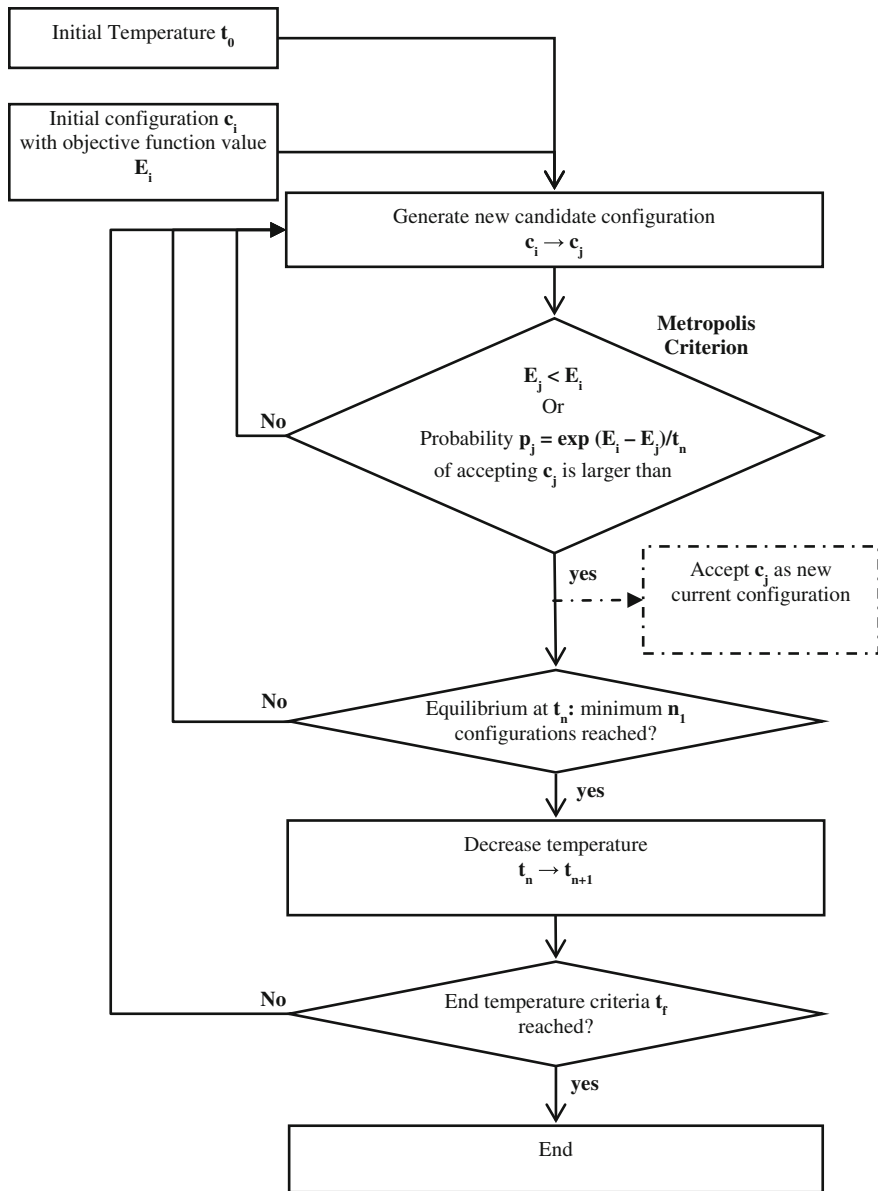 Initial Temperature t0
Initial configuration ci
with objective function value
Ei
Generate new candidate configuration
ci → cj
Metropolis
Criterion
Ej < Ei
Or
Probability pj = exp (Ei – Ej)/tn
of accepting cj is larger than
No
yes
Accept cj as new
current configuration
No
Equilibrium at tn: minimum n1
configurations reached?
yes
Decrease temperature
tn → tn+1
No
End temperature criteria tf
reached?
yes
End